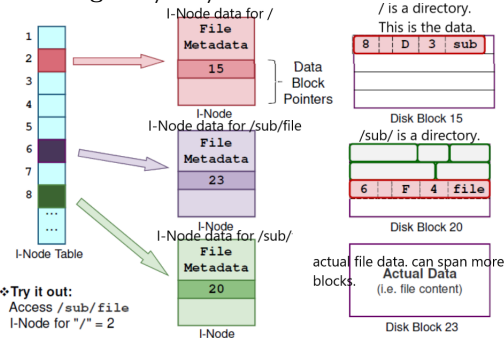 I-Node data for /
/ is a directory.
This is the data.
1
2
3
4
5
6
7
8
...
...
I-Node Table
File
Metadata
15
I-Node
Data
Block
Pointers
8 D 3 sub
Disk Block 15
I-Node data for /sub/file
File
Metadata
23
I-Node
/sub/ is a directory.
6 F 4 file
Disk Block 20
I-Node data for /sub/
File
Metadata
20
I-Node
actual file data. can span more
blocks.
Actual Data
(i.e. file content)
Disk Block 23
❖Try it out:
Access /sub/file
I-Node for "/" = 2